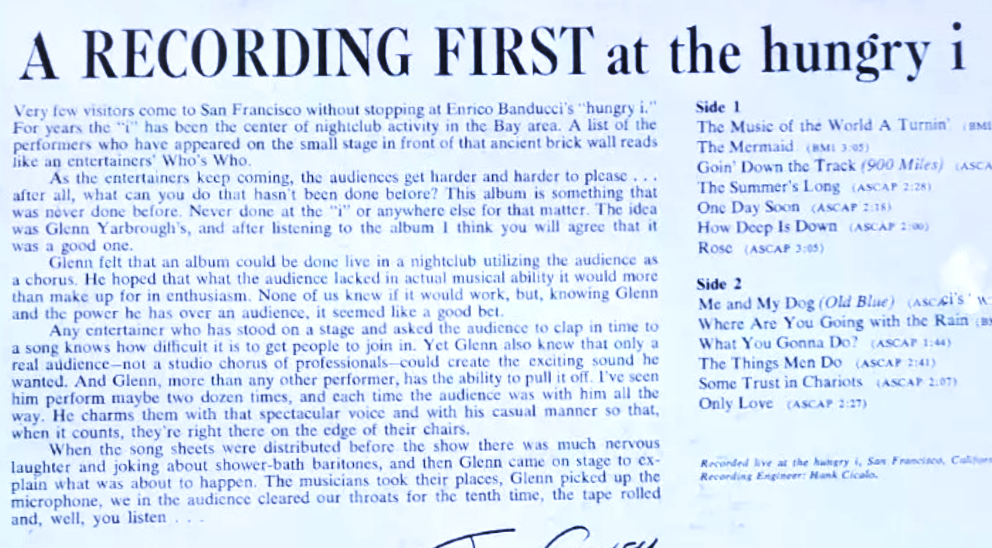 A RECORDING FIRST at the hungry i
Very few visitors come to San Francisco without stopping at Enrico Banducci's "hungry i."
For years the "i" has been the center of nightclub activity in the Bay area. A list of the
performers who have appeared on the small stage in front of that ancient brick wall reads
like an entertainers' Who's Who.
As the entertainers keep coming, the audiences get harder and harder to please . . .
after all, what can you do that hasn't been done before? This album is something that
was never done before. Never done at the "i" or anywhere else for that matter. The idea
was Glenn Yarbrough's, and after listening to the album I think you will agree that it
was a good one.
Glenn felt that an album could be done live in a nightclub utilizing the audience as
a chorus. He hoped that what the audience lacked in actual musical ability it would more
than make up for in enthusiasm. None of us knew if it would work, but, knowing Glenn
and the power he has over an audience, it seemed like a good bet.
Any entertainer who has stood on a stage and asked the audience to clap in time to
a song knows how difficult it is to get people to join in. Yet Glenn also knew that only a
real audience—not a studio chorus of professionals—could create the exciting sound he
wanted. And Glenn, more than any other performer, has the ability to pull it off. I've seen
him perform maybe two dozen times, and each time the audience was with him all the
way. He charms them with that spectacular voice and with his casual manner so that,
when it counts, they're right there on the edge of their chairs.
When the song sheets were distributed before the show there was much nervous
laughter and joking about shower-bath baritones, and then Glenn came on stage to ex-
plain what was about to happen. The musicians took their places, Glenn picked up the
microphone, we in the audience cleared our throats for the tenth time, the tape rolled
and, well, you listen . . .
Side 1
The Music of the World A Turnin' (BMI
The Mermaid (BMI 3:05)
Goin' Down the Track (900 Miles) (ASCA
The Summer's Long (ASCAP 2:28)
One Day Soon (ASCAP 2:18)
How Deep Is Down (ASCAP 2:00)
Rose (ASCAP 3:05)
Side 2
Me and My Dog (Old Blue)
Where Are You Going with the Rain
What You Gonna Do? (ASCAP 1:44)
The Things Men Do (ASCAP 2:41)
Some Trust in Chariots (ASCAP 2:07)
Only Love (ASCAP 2:27)
Recorded live at the hungry i, San Francisco, Californ
Recording Engineer: Hank Cicalo.